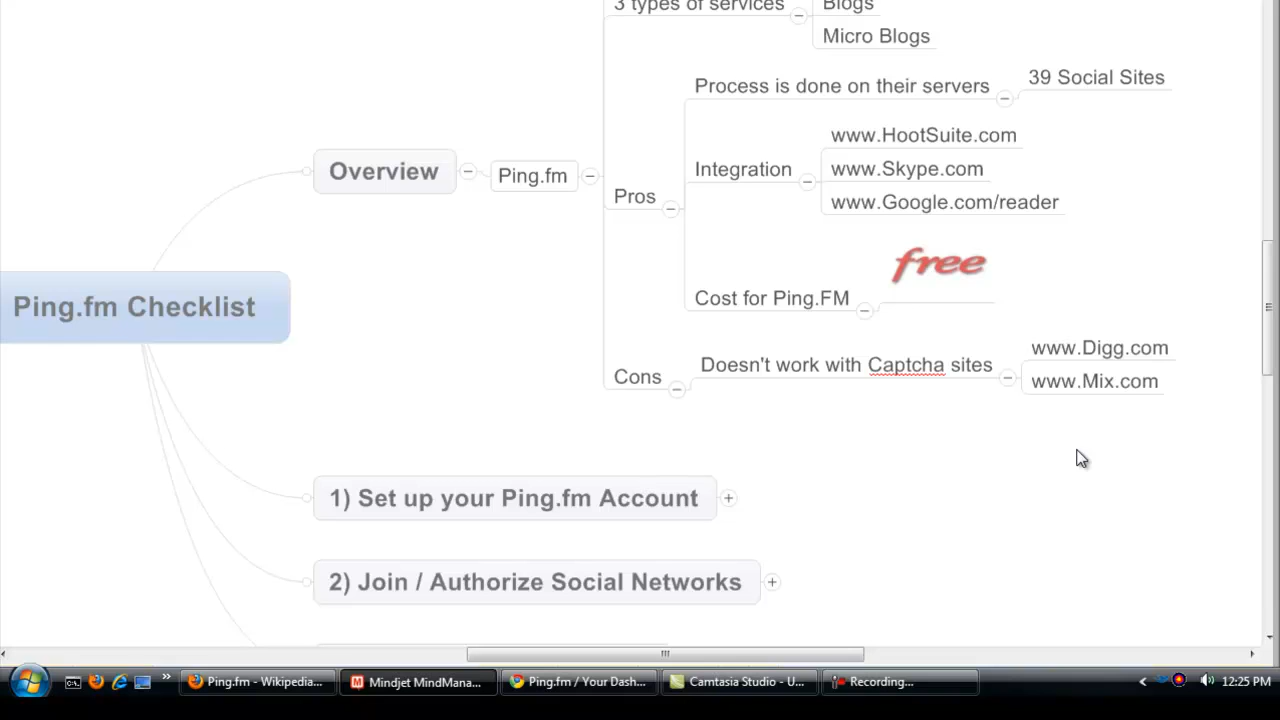 3 types of services
Blogs
Micro Blogs
Process is done on their servers
39 Social Sites
www.HootSuite.com
Integration
www.Skype.com
www.Google.com/reader
Overview
Ping.fm
Pros
free
Cost for Ping.FM
Ping.fm Checklist
Doesn't work with Captcha sites
www.Digg.com
www.Mix.com
Cons
1) Set up your Ping.fm Account
2) Join / Authorize Social Networks
Ping.fm - Wikipedia...
Mindjet MindMana...
Ping.fm / Your Dash...
Camtasia Studio - U...
Recording...
12:25 PM